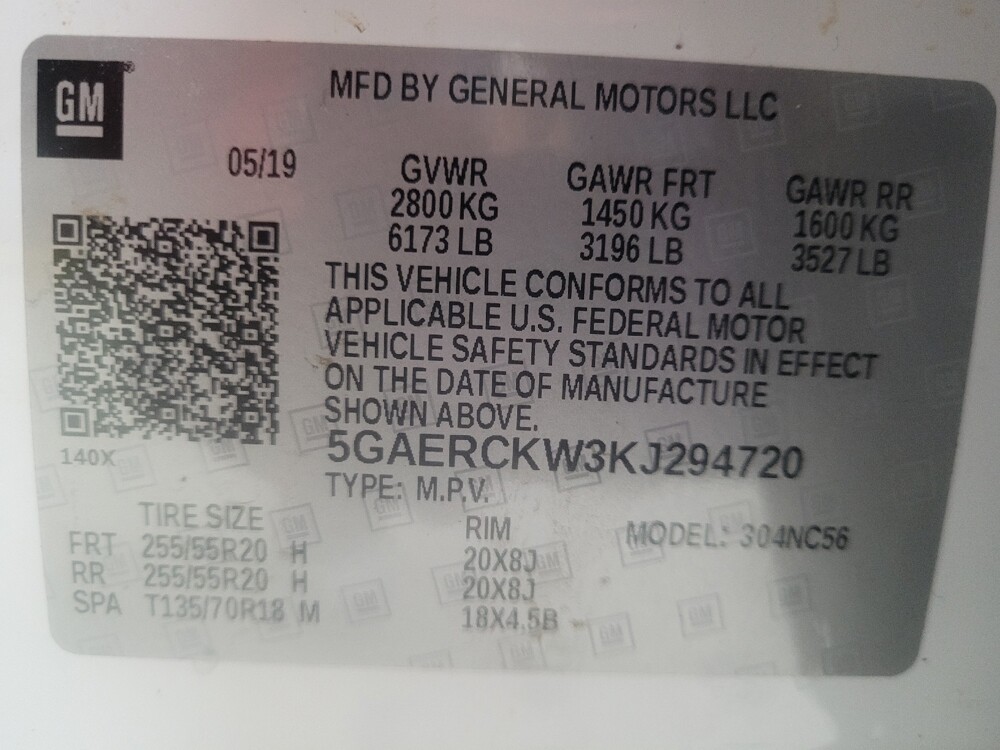 GM
MFD BY GENERAL MOTORS LLC
05/19 GVWR GAWR FRT GAWR RR
2800 KG 1450 KG 1600 KG
6173 LB 3196 LB 3527 LB
THIS VEHICLE CONFORMS TO ALL
APPLICABLE U.S. FEDERAL MOTOR
VEHICLE SAFETY STANDARDS IN EFFECT
ON THE DATE OF MANUFACTURE
SHOWN ABOVE.
140X
5GAERCKW3KJ294720
TYPE: M.P.V.
TIRE SIZE RIM MODEL: 304NC56
FRT 255/55R20 H 20X8J
RR 255/55R20 H 20X8J
SPA T135/70R18 M 18X4.5B